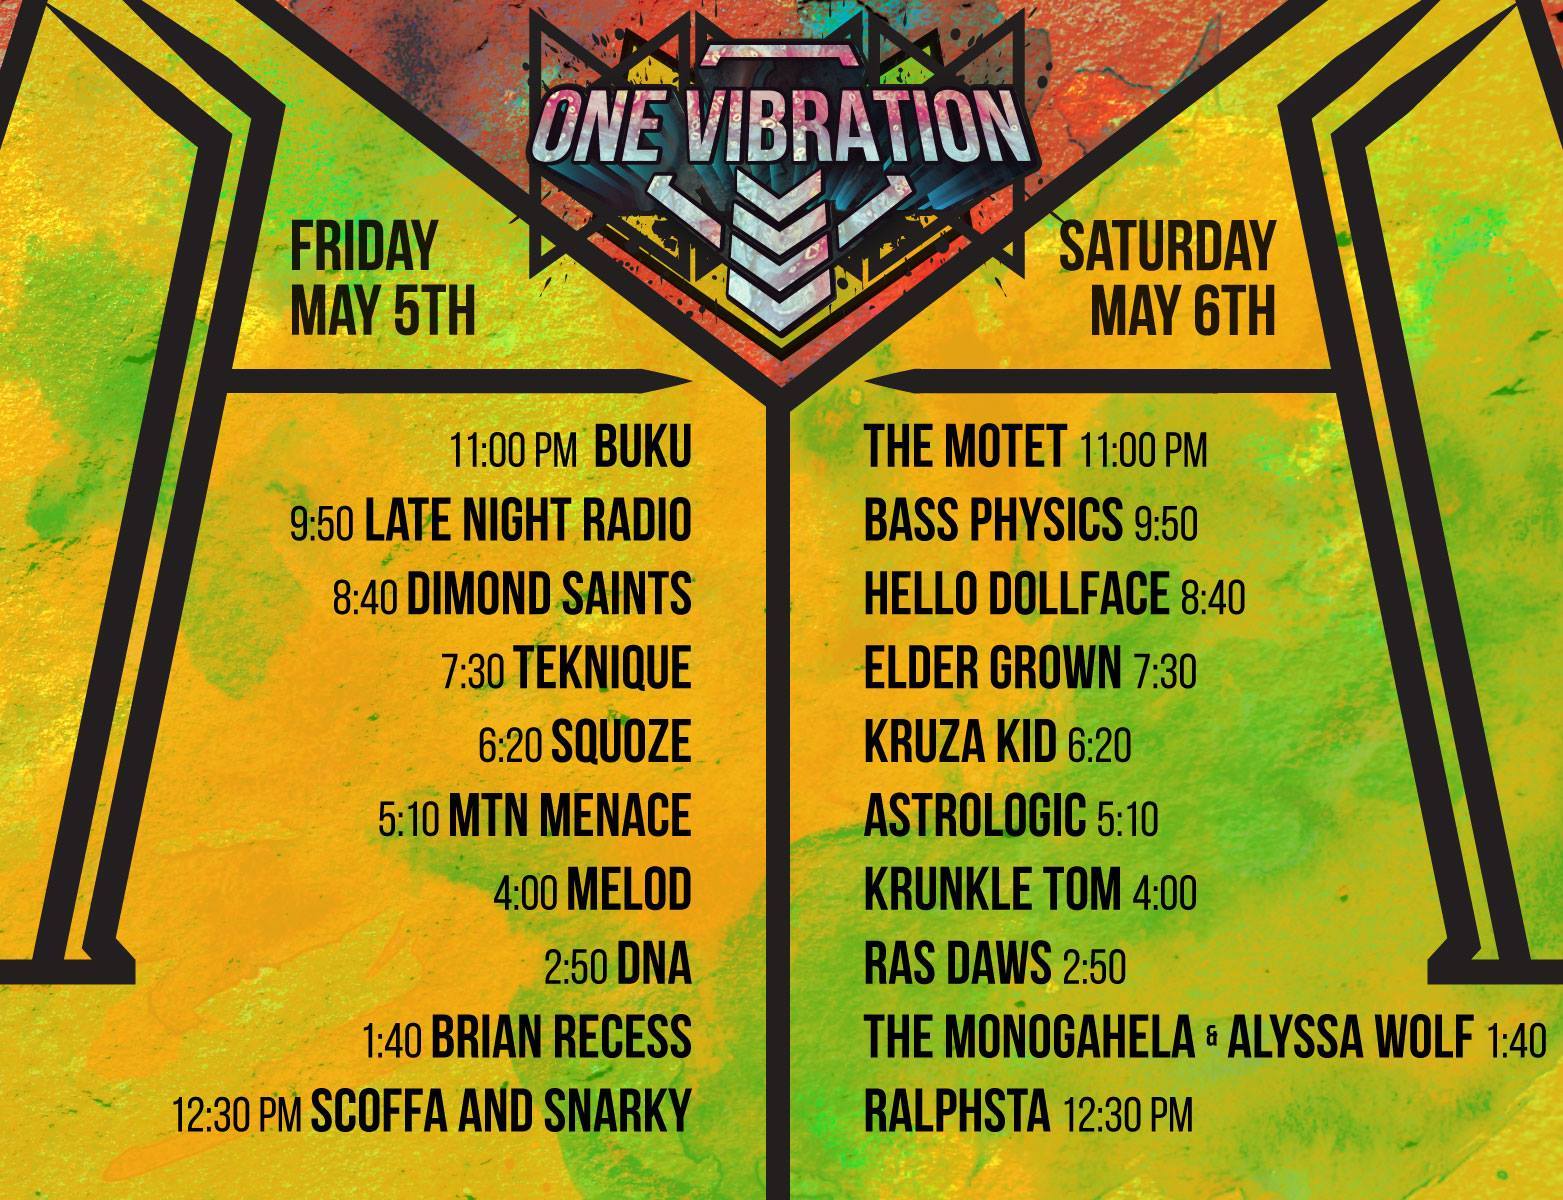 ONE VIBRATION
FRIDAY
MAY 5TH
11:00 PM BUKU
9:50 LATE NIGHT RADIO
8:40 DIMOND SAINTS
7:30 TEKNIQUE
6:20 SQUOZE
5:10 MTN MENACE
4:00 MELOD
2:50 DNA
1:40 BRIAN RECESS
12:30 PM SCOFFA AND SNARKY
SATURDAY
MAY 6TH
THE MOTET 11:00 PM
BASS PHYSICS 9:50
HELLO DOLLFACE 8:40
ELDER GROWN 7:30
KRUZA KID 6:20
ASTROLOGIC 5:10
KRUNKLE TOM 4:00
RAS DAWS 2:50
THE MONOGAHELA & ALYSSA WOLF 1:40
RALPHSTA 12:30 PM